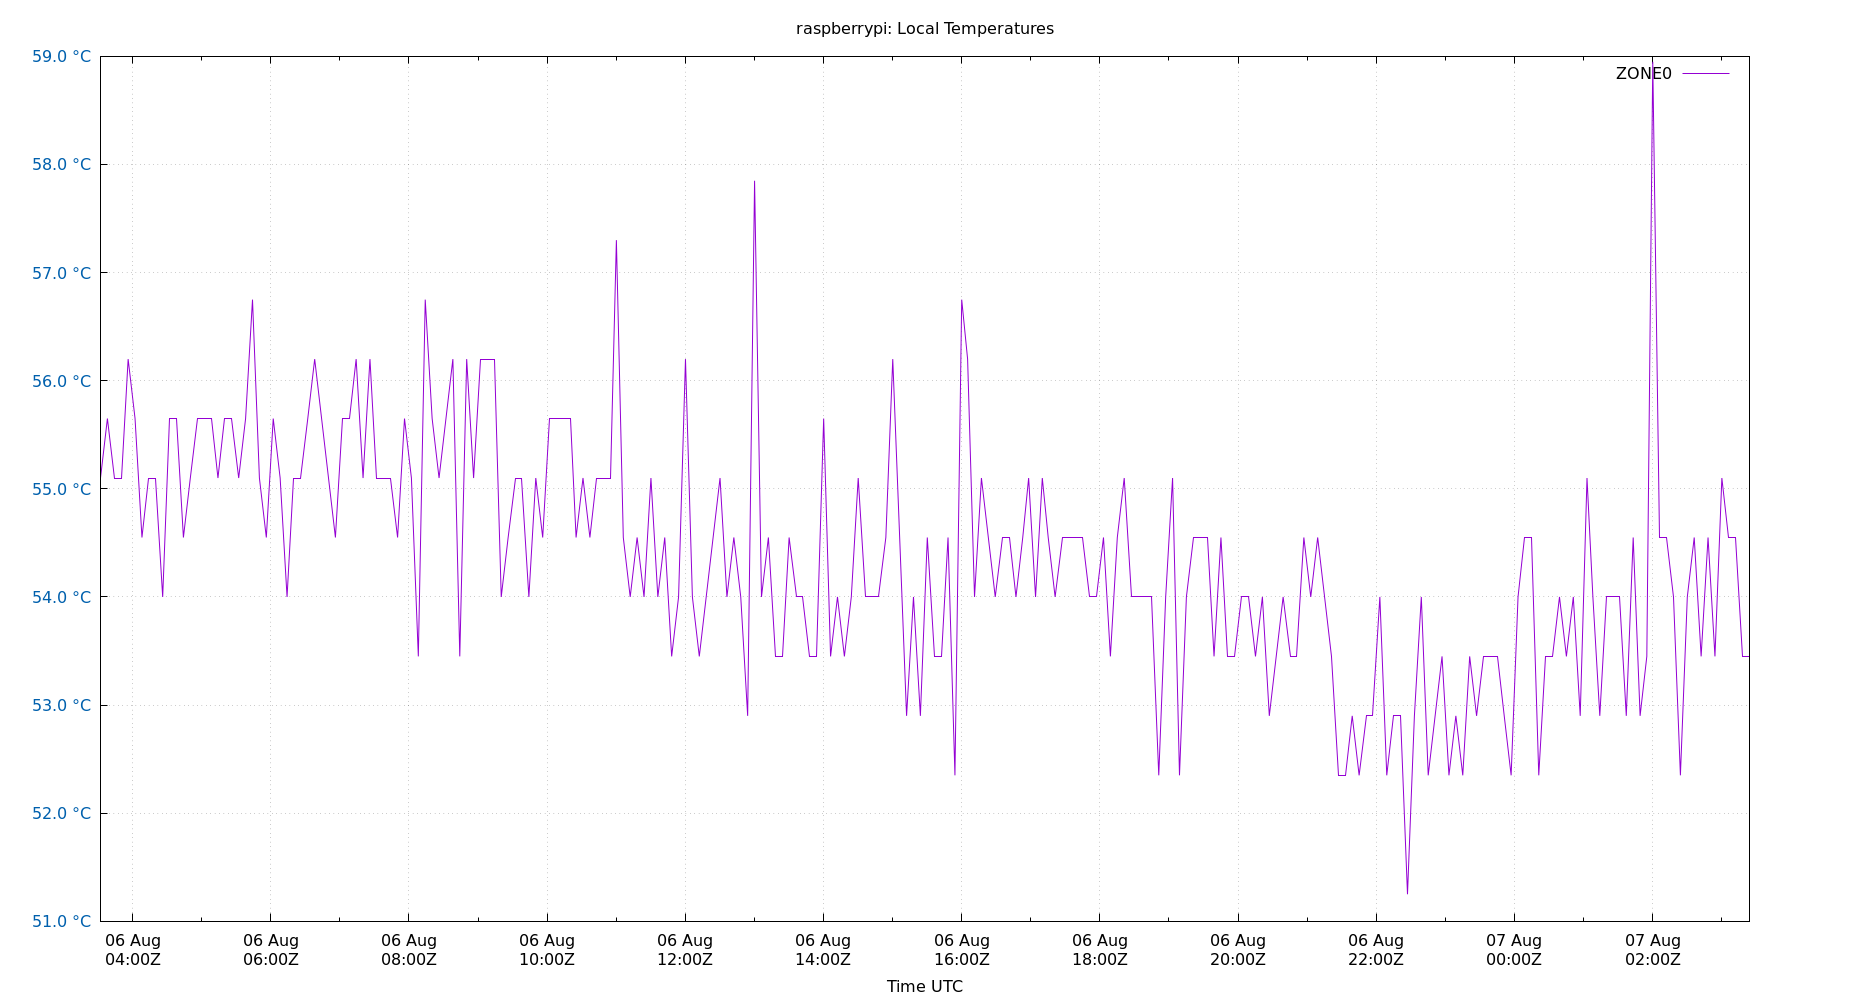 raspberrypi: Local Temperatures
ZONE0
59.0 °C
58.0 °C
57.0 °C
56.0 °C
55.0 °C
54.0 °C
53.0 °C
52.0 °C
51.0 °C
06 Aug 06 Aug 06 Aug 06 Aug 06 Aug 06 Aug 06 Aug 06 Aug 06 Aug 06 Aug 07 Aug 07 Aug
04:00Z 06:00Z 08:00Z 10:00Z 12:00Z 14:00Z 16:00Z 18:00Z 20:00Z 22:00Z 00:00Z 02:00Z
Time UTC